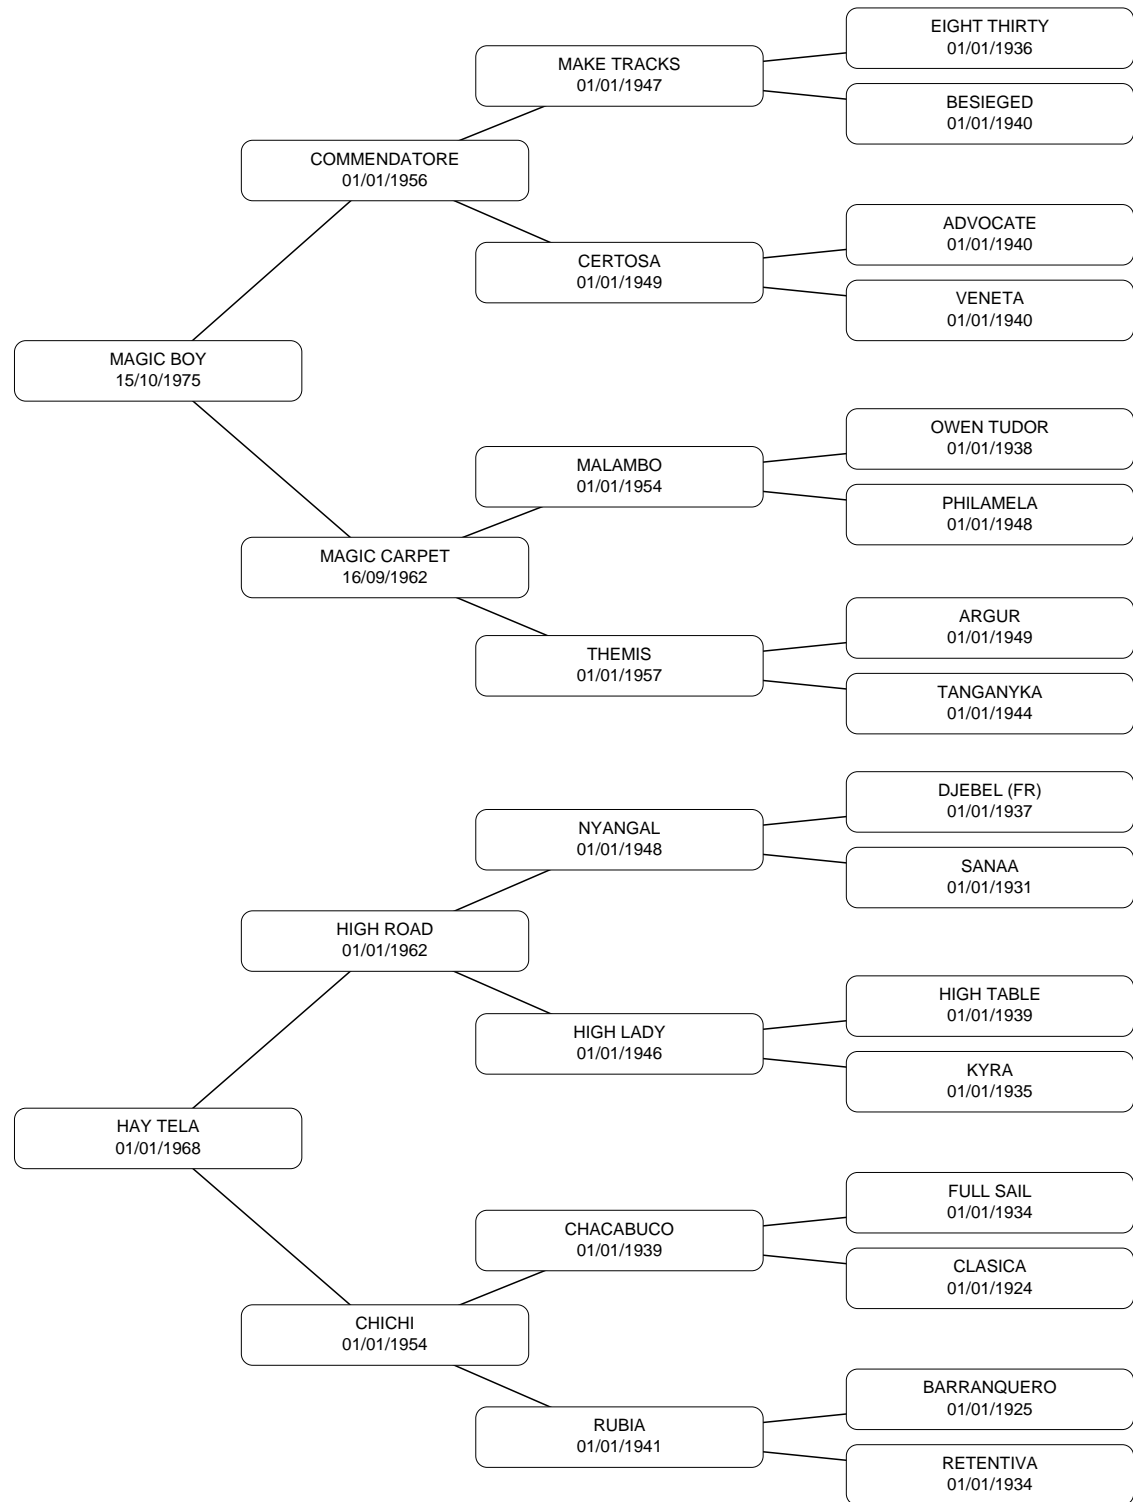 EIGHT THIRTY
01/01/1936
MAKE TRACKS
01/01/1947
BESIEGED
01/01/1940
COMMENDATORE
01/01/1956
ADVOCATE
01/01/1940
CERTOSA
01/01/1949
VENETA
01/01/1940
MAGIC BOY
15/10/1975
OWEN TUDOR
01/01/1938
MALAMBO
01/01/1954
PHILAMELA
01/01/1948
MAGIC CARPET
16/09/1962
ARGUR
01/01/1949
THEMIS
01/01/1957
TANGANYKA
01/01/1944
DJEBEL (FR)
01/01/1937
NYANGAL
01/01/1948
SANAA
01/01/1931
HIGH ROAD
01/01/1962
HIGH TABLE
01/01/1939
HIGH LADY
01/01/1946
KYRA
01/01/1935
HAY TELA
01/01/1968
FULL SAIL
01/01/1934
CHACABUCO
01/01/1939
CLASICA
01/01/1924
CHICHI
01/01/1954
BARRANQUERO
01/01/1925
RUBIA
01/01/1941
RETENTIVA
01/01/1934